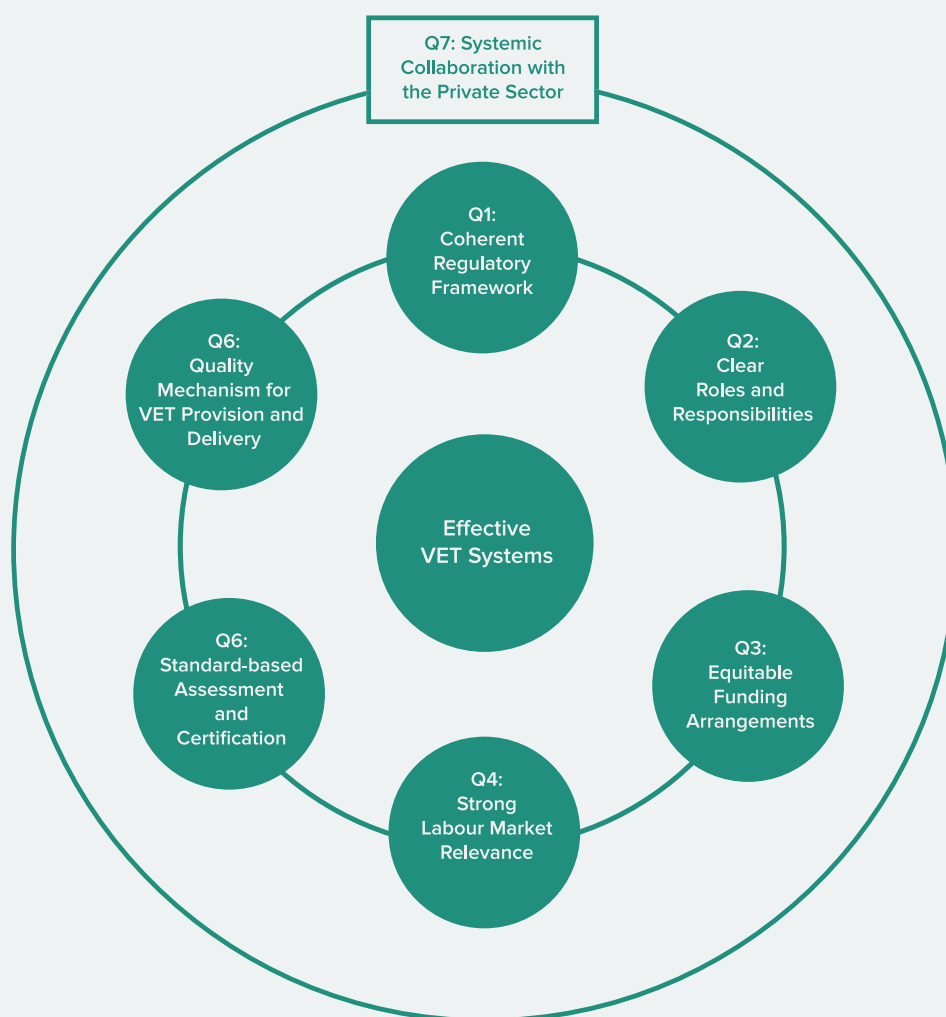 Q7: Systemic
Collaboration with
the Private Sector
Q1:
Coherent
Regulatory
Framework
Q2:
Clear
Roles and
Responsibilities
Q3:
Equitable
Funding
Arrangements
Q4:
Strong
Labour Market
Relevance
Q6:
Standard-based
Assessment
and
Certification
Q6:
Quality
Mechanism for
VET Provision and
Delivery
Effective
VET Systems